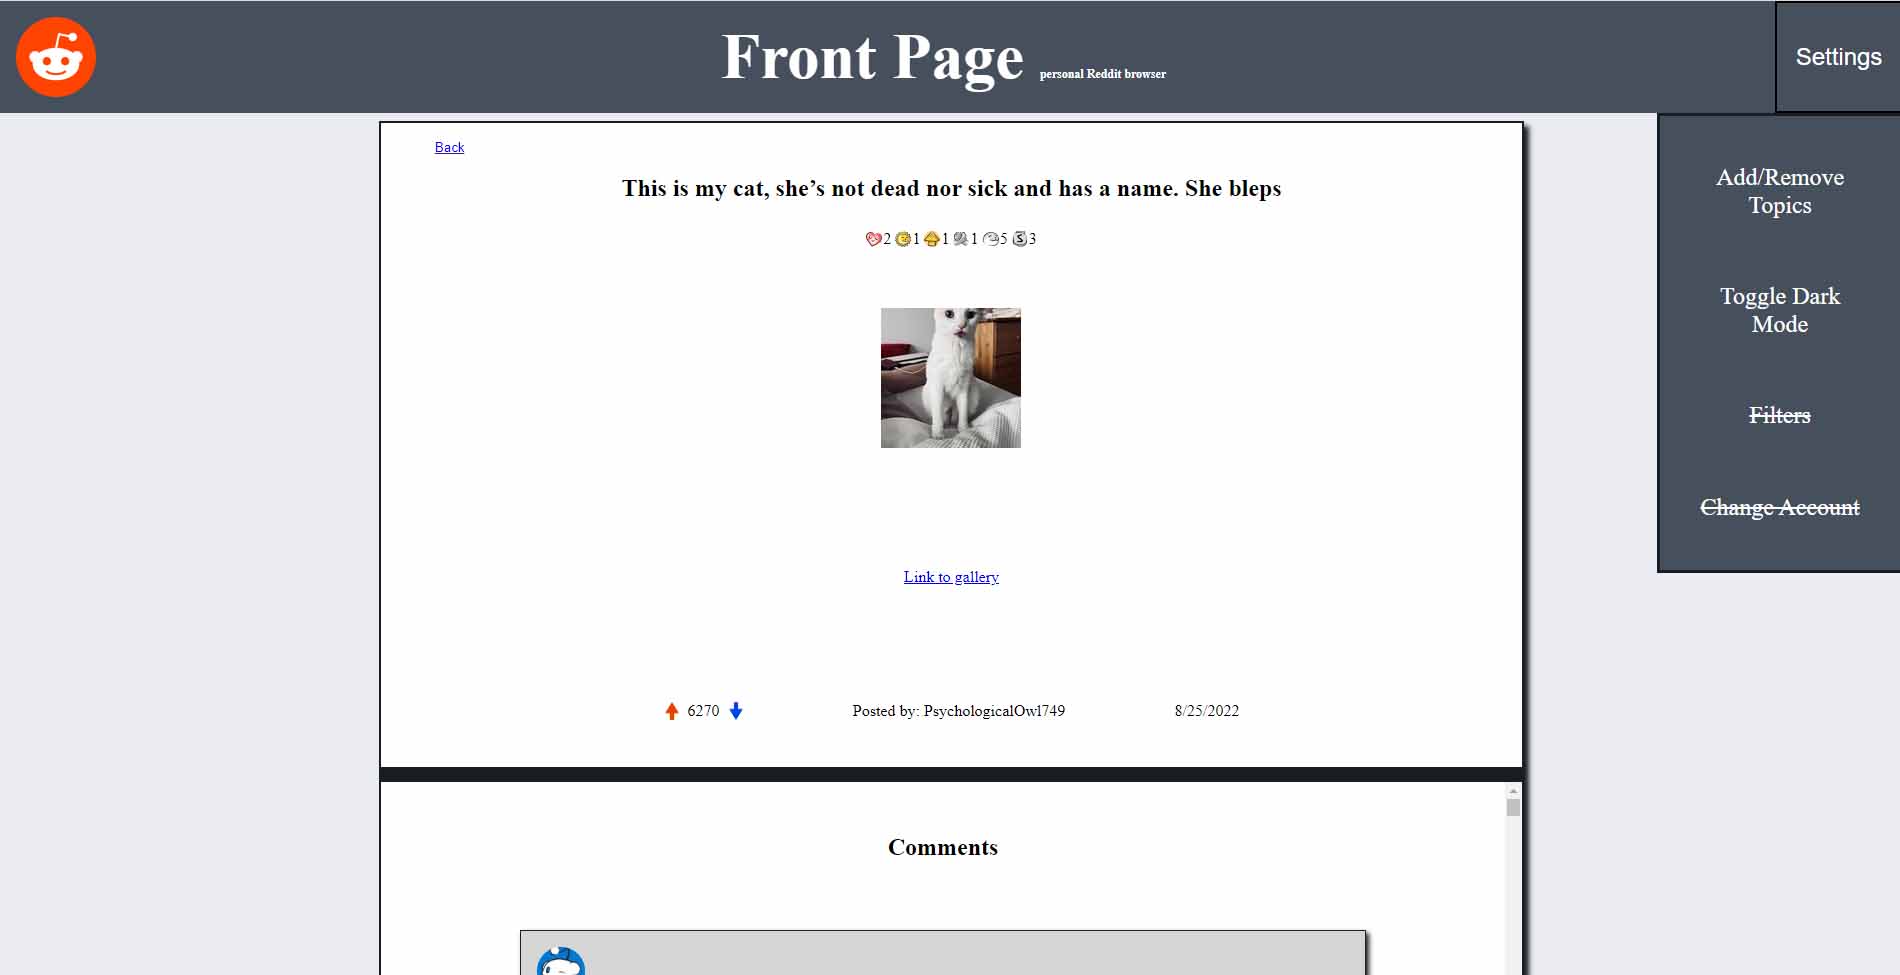 Front Page personal Reddit browser
Settings
Back
This is my cat, she’s not dead nor sick and has a name. She bleps
2 1 1 1 5 3
Link to gallery
6270 Posted by: PsychologicalOwl749 8/25/2022
Comments
Add/Remove
Topics
Toggle Dark
Mode
Filters
Change Account